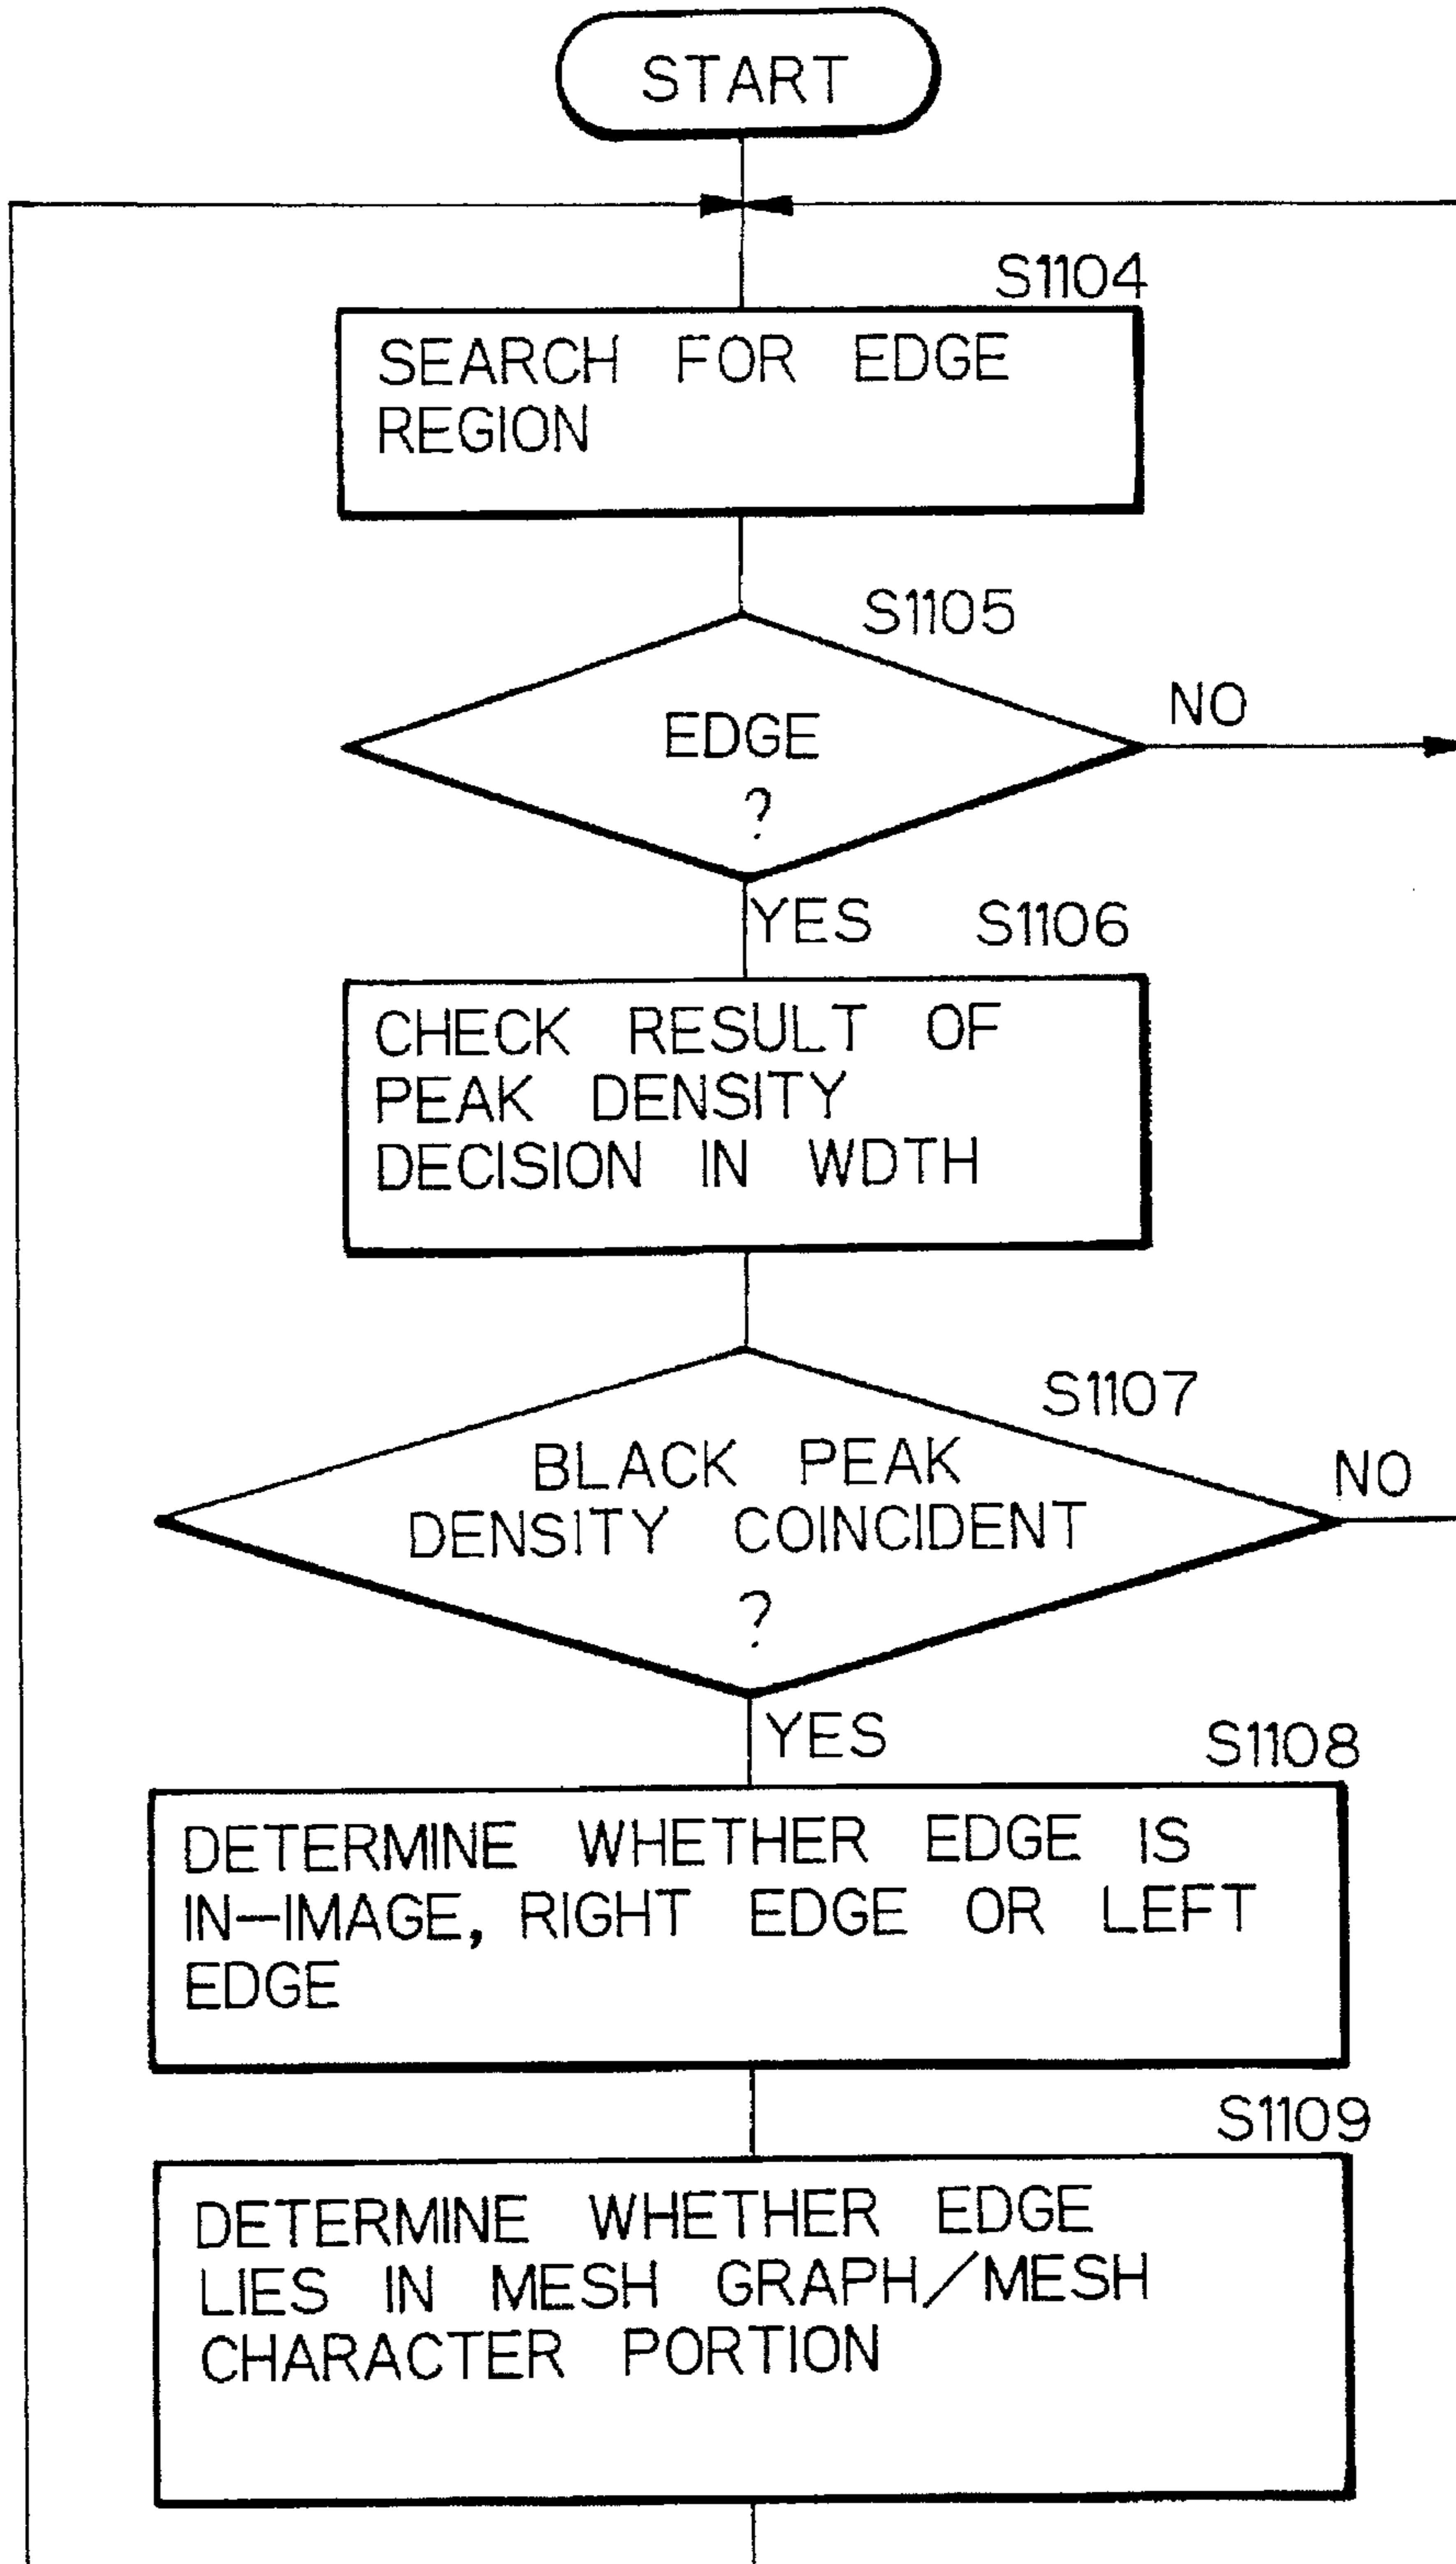 START
S1104
SEARCH FOR EDGE
REGION
S1105
EDGE
?
NO
YES
S1106
CHECK RESULT OF
PEAK DENSITY
DECISION IN WDTH
S1107
BLACK PEAK
DENSITY COINCIDENT
?
NO
YES
S1108
DETERMINE WHETHER EDGE IS
IN-IMAGE, RIGHT EDGE OR LEFT
EDGE
S1109
DETERMINE WHETHER EDGE
LIES IN MESH GRAPH/MESH
CHARACTER PORTION